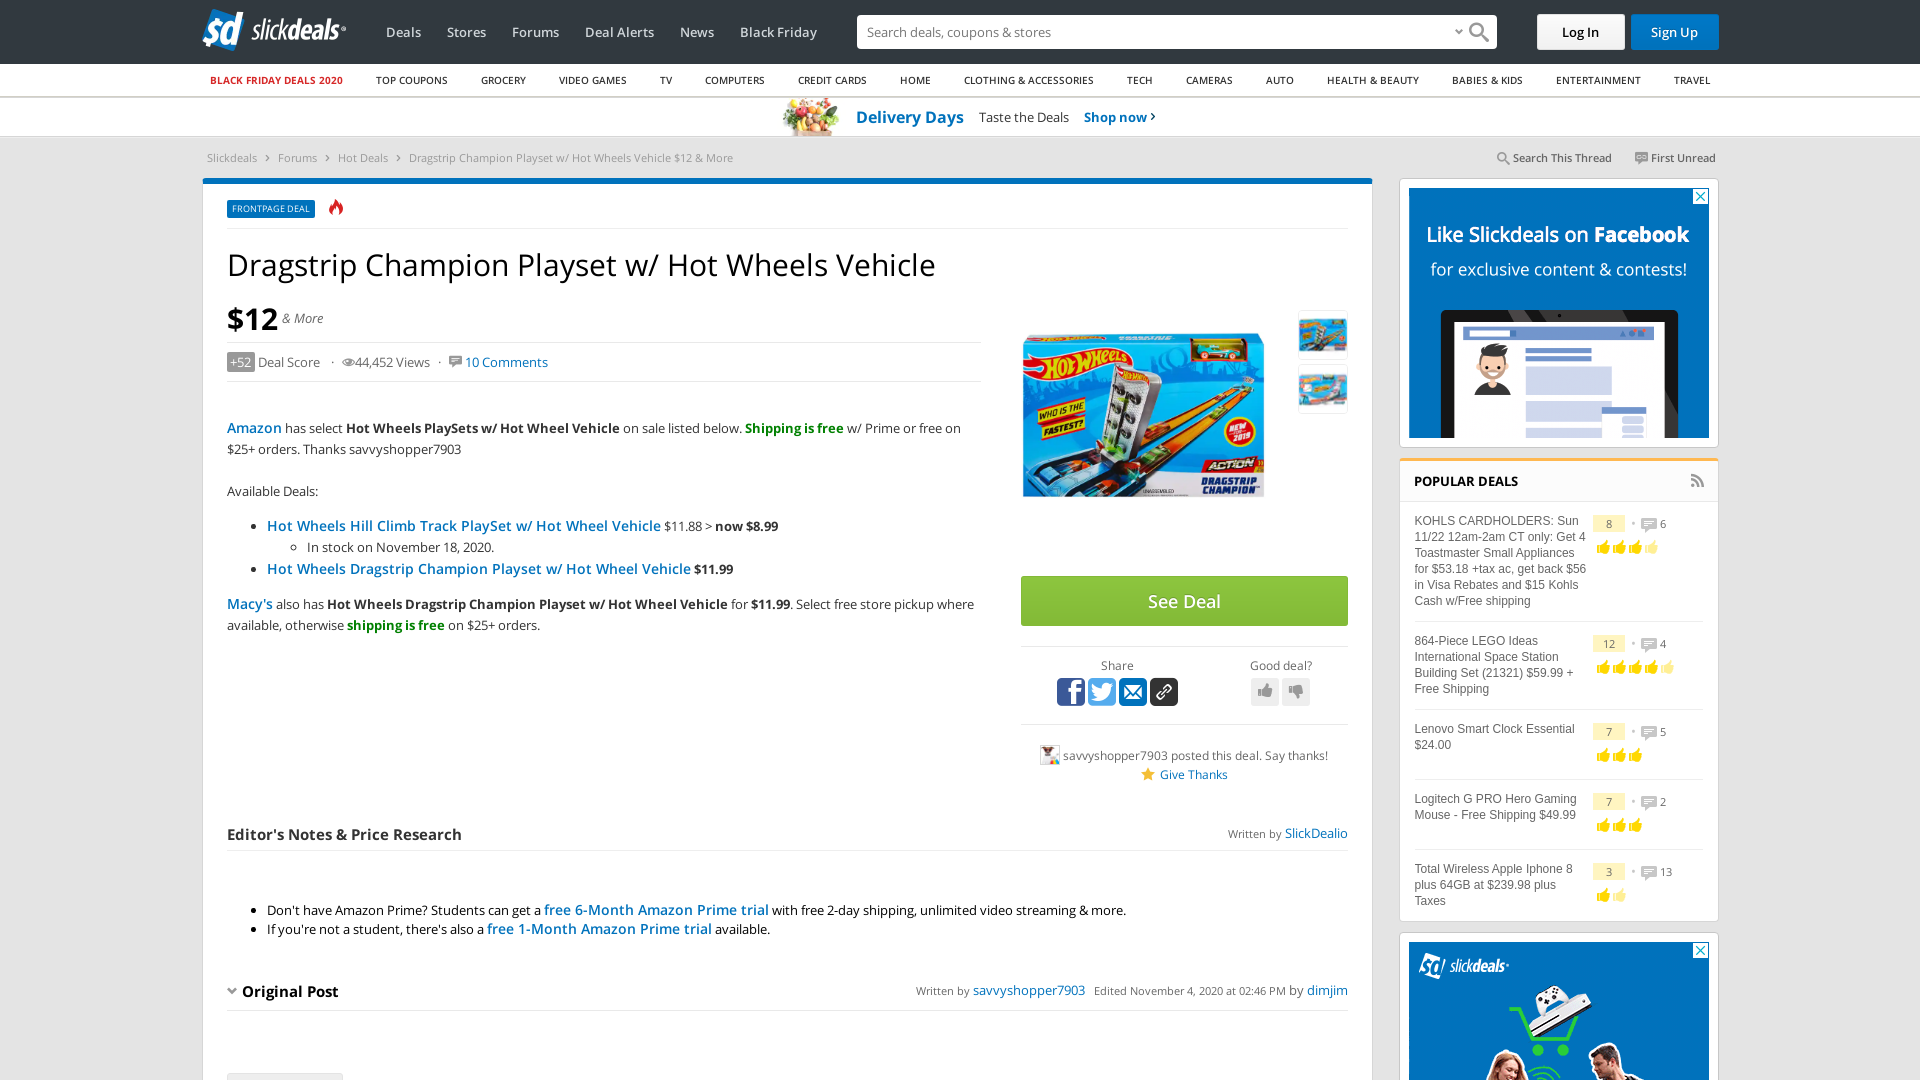 sd slickdeals
Deals
Stores
Forums
Deal Alerts
News
Black Friday
Search deals, coupons & stores
Log In
Sign Up
BLACK FRIDAY DEALS 2020
TOP COUPONS
GROCERY
VIDEO GAMES
TV
COMPUTERS
CREDIT CARDS
HOME
CLOTHING & ACCESSORIES
TECH
CAMERAS
AUTO
HEALTH & BEAUTY
BABIES & KIDS
ENTERTAINMENT
TRAVEL
Delivery Days Taste the Deals Shop now ›
Slickdeals › Forums › Hot Deals › Dragstrip Champion Playset w/ Hot Wheels Vehicle $12 & More
Search This Thread
First Unread
FRONTPAGE DEAL
Dragstrip Champion Playset w/ Hot Wheels Vehicle
$12 & More
+52 Deal Score · 44,452 Views · 10 Comments
Amazon has select Hot Wheels PlaySets w/ Hot Wheel Vehicle on sale listed below. Shipping is free w/ Prime or free on
$25+ orders. Thanks savvyshopper7903
Available Deals:
Hot Wheels Hill Climb Track PlaySet w/ Hot Wheel Vehicle $11.88 > now $8.99
In stock on November 18, 2020.
Hot Wheels Dragstrip Champion Playset w/ Hot Wheel Vehicle $11.99
Macy's also has Hot Wheels Dragstrip Champion Playset w/ Hot Wheel Vehicle for $11.99. Select free store pickup where
available, otherwise shipping is free on $25+ orders.
HOT WHEELS
WHO IS THE
FASTEST?
NEW FOR
2019
ACTION
DRAGSTRIP
CHAMPION
UNASSEMBLED
See Deal
Share
Good deal?
savvyshopper7903 posted this deal. Say thanks!
Give Thanks
Editor's Notes & Price Research
Written by SlickDealio
Don't have Amazon Prime? Students can get a free 6-Month Amazon Prime trial with free 2-day shipping, unlimited video streaming & more.
If you're not a student, there's also a free 1-Month Amazon Prime trial available.
Original Post
Written by savvyshopper7903 Edited November 4, 2020 at 02:46 PM by dimjim
Like Slickdeals on Facebook
for exclusive content & contests!
POPULAR DEALS
KOHLS CARDHOLDERS: Sun
11/22 12am-2am CT only: Get 4
Toastmaster Small Appliances
for $53.18 +tax ac, get back $56
in Visa Rebates and $15 Kohls
Cash w/Free shipping
8 • 6
864-Piece LEGO Ideas
International Space Station
Building Set (21321) $59.99 +
Free Shipping
12 • 4
Lenovo Smart Clock Essential
$24.00
7 • 5
Logitech G PRO Hero Gaming
Mouse - Free Shipping $49.99
7 • 2
Total Wireless Apple Iphone 8
plus 64GB at $239.98 plus
Taxes
3 • 13
sd slickdeals